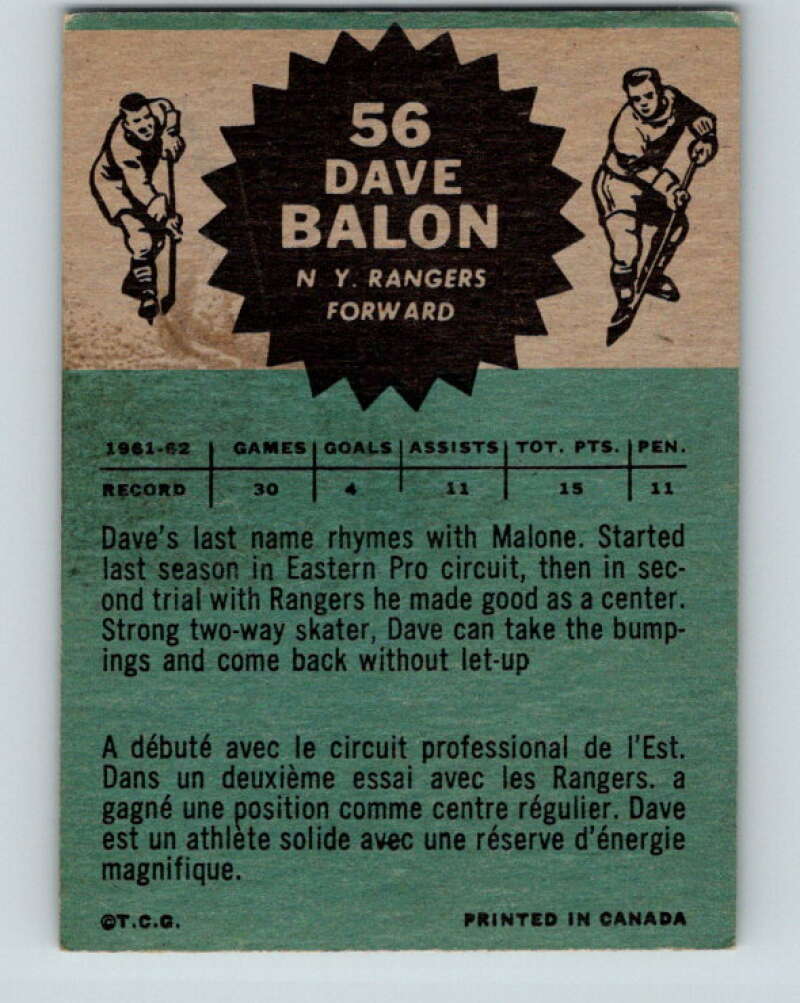 56
DAVE
BALON
N Y. RANGERS
FORWARD
1961-62 GAMES GOALS ASSISTS TOT. PTS. PEN.
RECORD 30 4 11 15 11
Dave's last name rhymes with Malone. Started
last season in Eastern Pro circuit, then in sec-
ond trial with Rangers he made good as a center.
Strong two-way skater, Dave can take the bump-
ings and come back without let-up
A débuté avec le circuit professional de l'Est.
Dans un deuxième essai avec les Rangers. a
gagné une position comme centre régulier. Dave
est un athlète solide avec une réserve d'énergie
magnifique.
©T.C.G. PRINTED IN CANADA